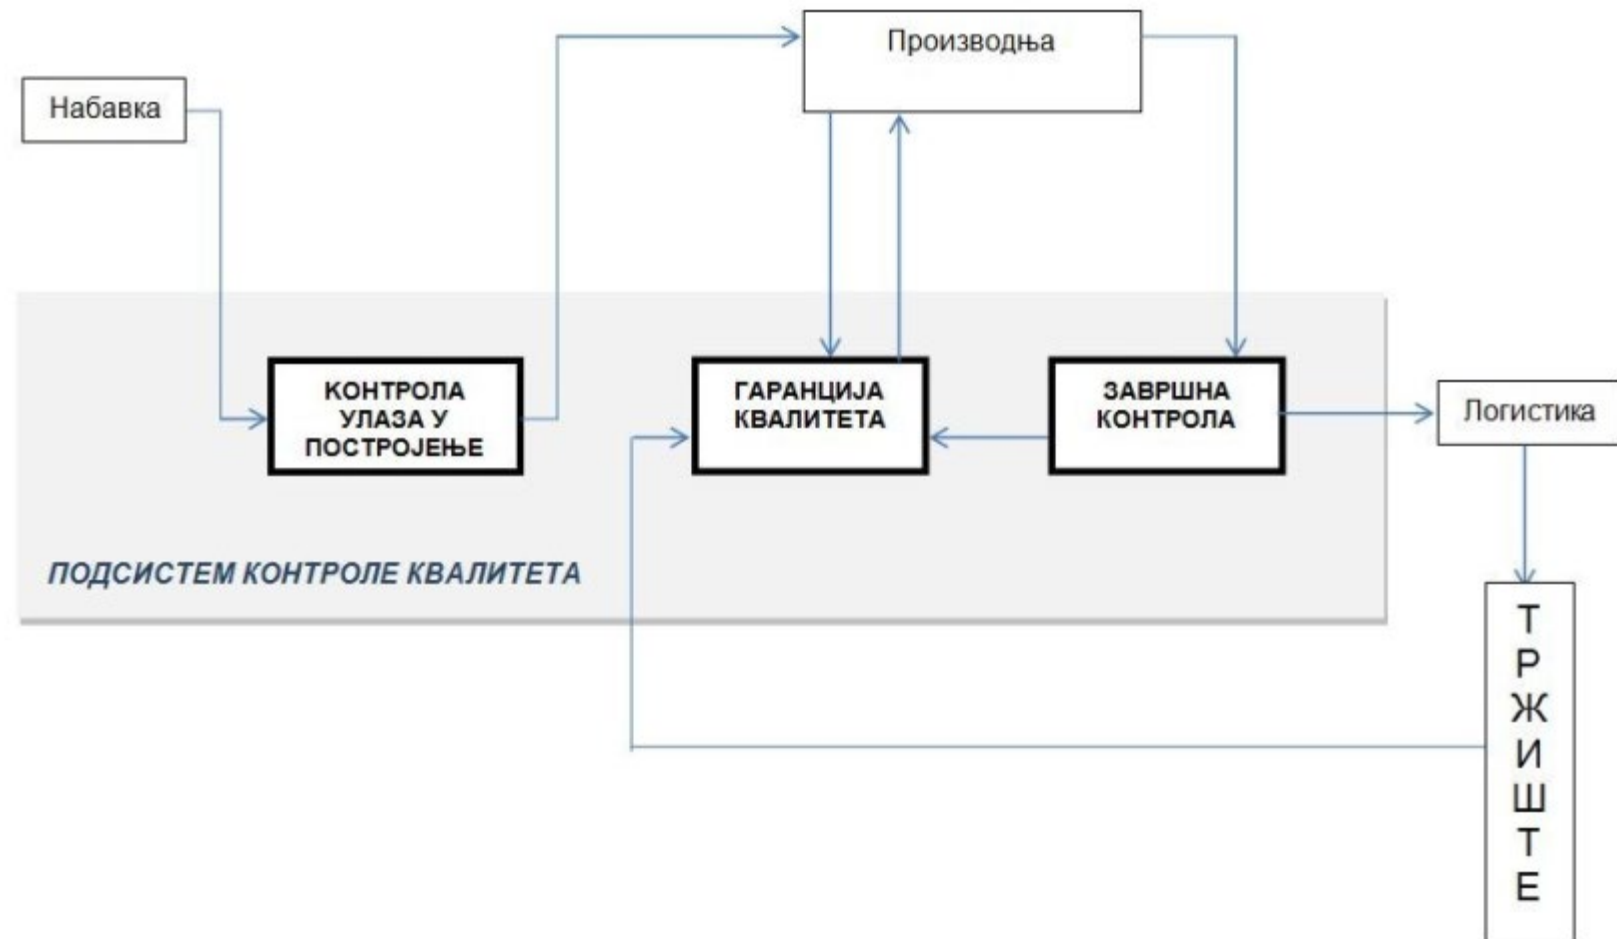 Производња
Набавка
КОНТРОЛА
УЛАЗА У
ПОСТРОЈЕЊЕ
ГАРАНЦИЈА
КВАЛИТЕТА
ЗАВРШНА
КОНТРОЛА
Логистика
ПОДСИСТЕМ КОНТРОЛЕ КВАЛИТЕТА
Т
Р
Ж
И
Ш
Т
Е